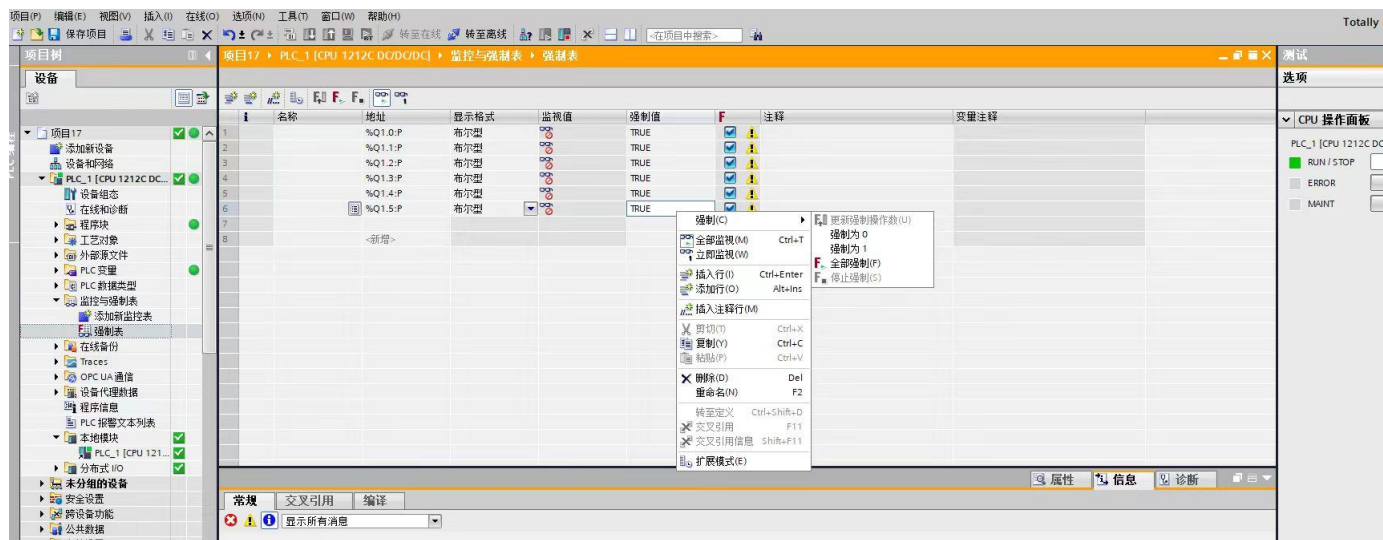 项目(P) 编辑(E) 视图(V) 插入(I) 在线(O) 选项(N) 工具(T) 窗口(W) 帮助(H)
Totally
保存项目 转至在线 转至离线 <在项目中搜索>
项目树
项目17 ▸ PLC_1 [CPU 1212C DC/DC/DC] ▸ 监控与强制表 ▸ 强制表
测试
设备
选项
i 名称 地址 显示格式 监视值 强制值 F 注释 变量注释
CPU 操作面板
PLC_1 [CPU 1212C DC
RUN / STOP
ERROR
MAINT
1 %Q1.0:P 布尔型 TRUE
2 %Q1.1:P 布尔型 TRUE
3 %Q1.2:P 布尔型 TRUE
4 %Q1.3:P 布尔型 TRUE
5 %Q1.4:P 布尔型 TRUE
6 %Q1.5:P 布尔型 TRUE
7
8 <新增>
项目17
添加新设备
设备和网络
PLC_1 [CPU 1212C DC...
设备组态
在线和诊断
程序块
工艺对象
外部源文件
PLC 变量
PLC 数据类型
监控与强制表
添加新监控表
强制表
在线备份
Traces
OPC UA 通信
设备代理数据
程序信息
PLC 报警文本列表
本地模块
PLC_1 [CPU 121...
分布式 I/O
未分组的设备
安全设置
跨设备功能
公共数据
强制(C)
全部监视(M) Ctrl+T
立即监视(W)
插入行(I) Ctrl+Enter
添加行(O) Alt+Ins
插入注释行(M)
剪切(T) Ctrl+X
复制(Y) Ctrl+C
粘贴(P) Ctrl+V
删除(D) Del
重命名(N) F2
转至定义 Ctrl+Shift+D
交叉引用 F11
交叉引用信息 Shift+F11
扩展模式(E)
更新强制操作数(U)
强制为 0
强制为 1
全部强制(F)
停止强制(S)
属性 信息 诊断
常规 交叉引用 编译
显示所有消息